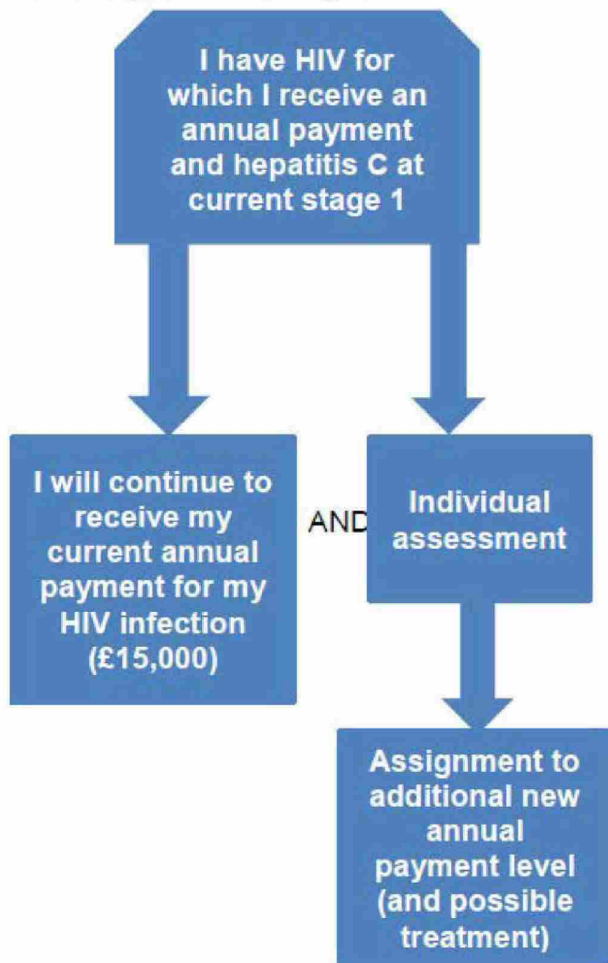 I have HIV for
which I receive an
annual payment
and hepatitis C at
current stage 1
I will continue to
receive my
current annual
payment for my
HIV infection
(£15,000)
AND
Individual
assessment
Assignment to
additional new
annual
payment level
(and possible
treatment)